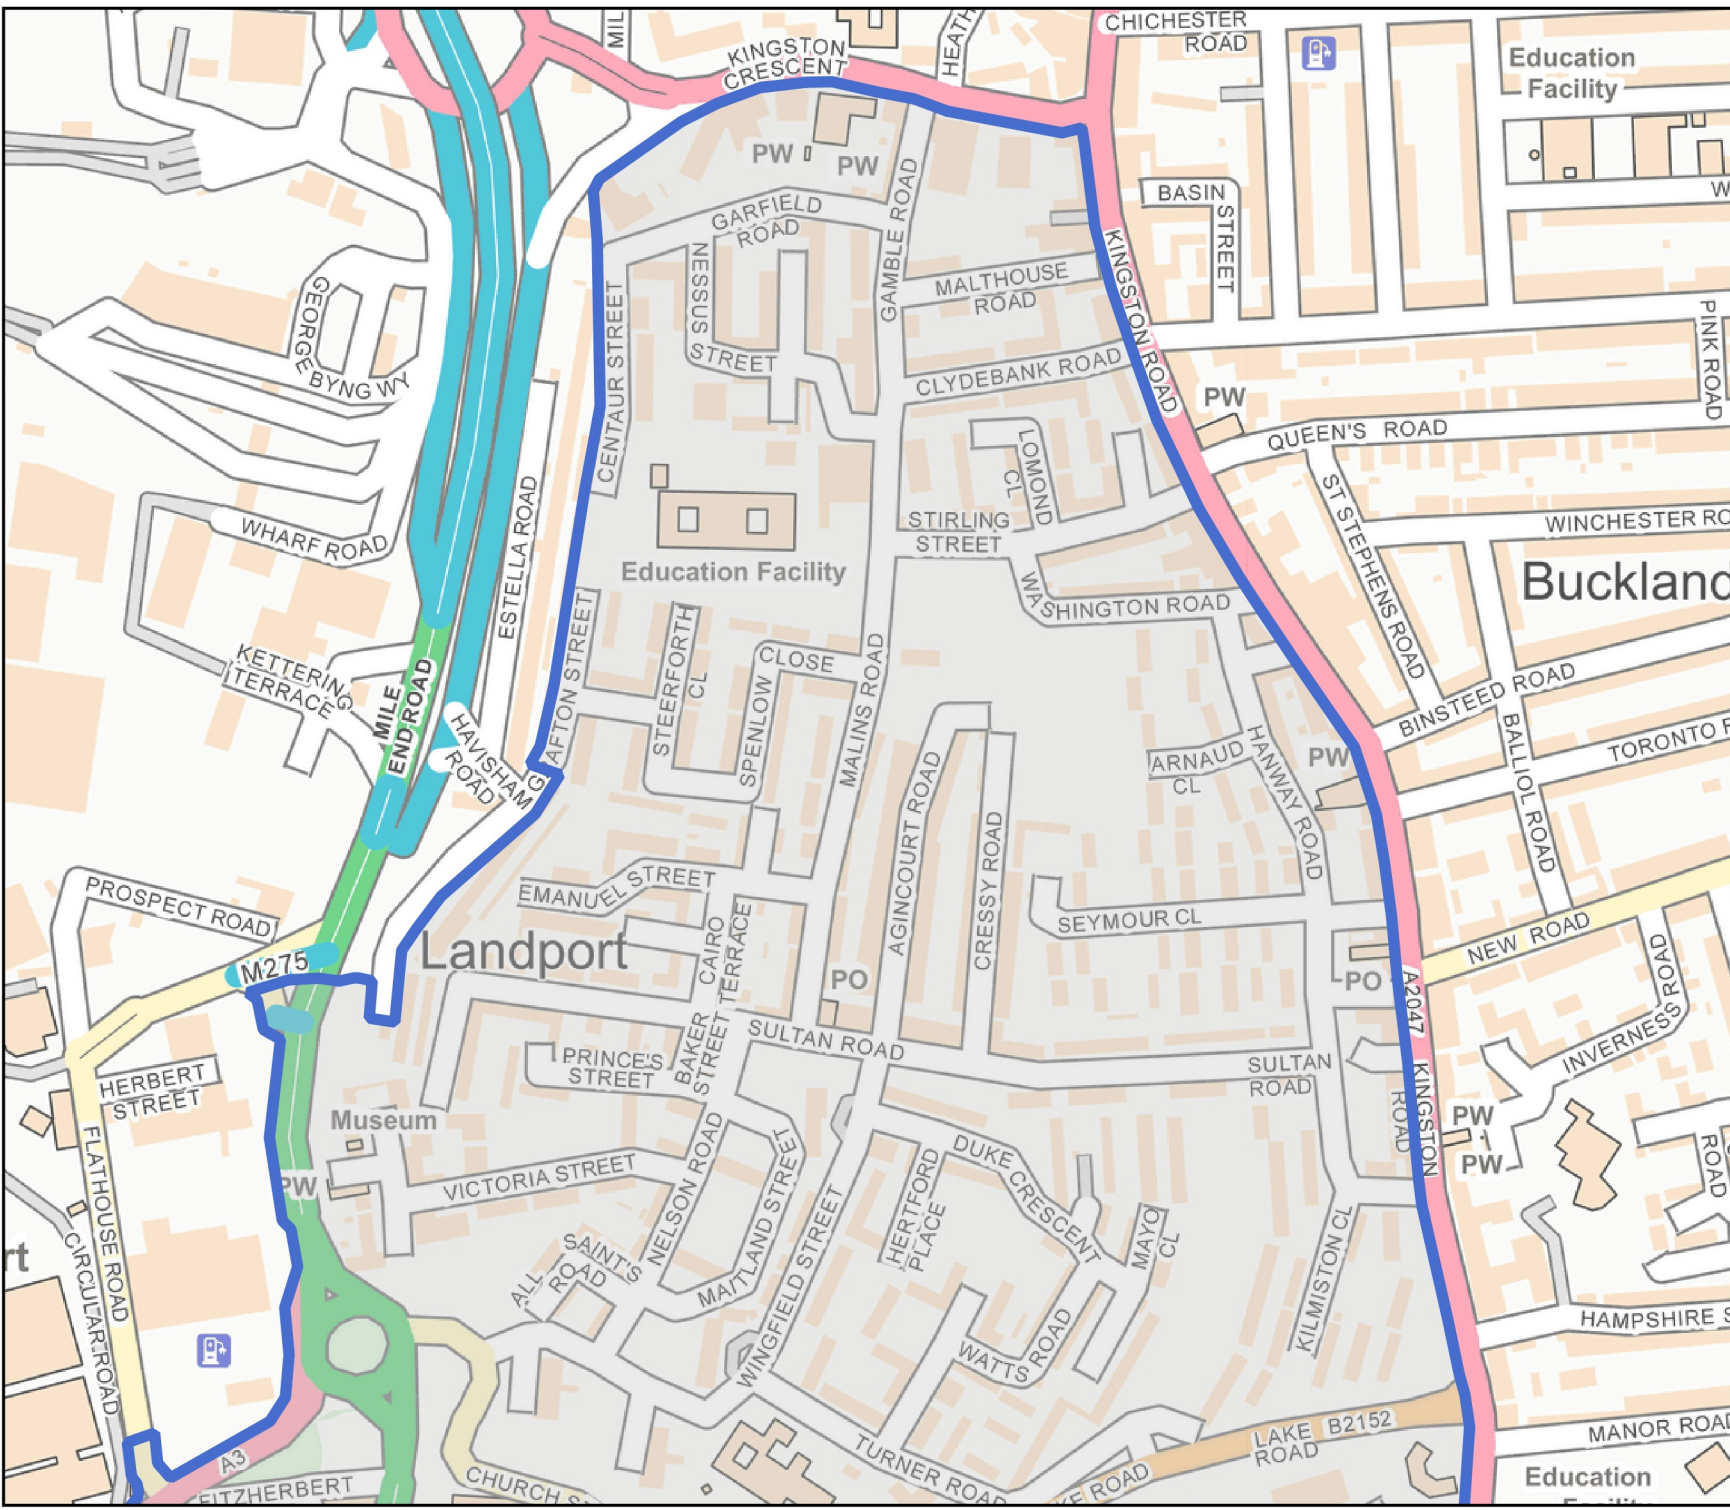 MIL
KINGSTON
CRESCENT
HEATH
CHICHESTER
ROAD
Education
Facility
PW
PW
BASIN
STREET
W
GARFIELD
ROAD
GAMBLE ROAD
NESSUS STREET
MALTHOUSE
ROAD
KINGSTON ROAD
GEORGE BYNG WY
CENTAUR STREET
CLYDEBANK ROAD
PINK ROAD
PW
QUEEN'S ROAD
LOMOND
CL
ESTELLA ROAD
WHARF ROAD
STIRLING
STREET
ST STEPHENS ROAD
WINCHESTER RO
Education Facility
Buckland
WASHINGTON ROAD
GRAFTON STREET
STEERFORTH
CL
SPENLOW CLOSE
MALINS ROAD
KETTERING
TERRACE
MILE
END ROAD
HAVISHAM
ROAD
BINSTEED ROAD
BALLIOL ROAD
TORONTO R
ARNAUD
CL
HANWAY ROAD
PW
AGINCOURT ROAD
CRESSY ROAD
PROSPECT ROAD
EMANUEL STREET
SEYMOUR CL
NEW ROAD
Landport
M275
CAIRO
TERRACE
PO
PO
A2047
INVERNESS ROAD
BAKER
STREET
SULTAN ROAD
PRINCE'S
STREET
SULTAN
ROAD
HERBERT
STREET
KINGSTON
ROAD
PW
PW
Museum
FLATHOUSE ROAD
PW
VICTORIA STREET
NELSON ROAD
MAITLAND STREET
DUKE CRESCENT
HERTFORD
PLACE
MAYO
CL
ROAD
CIRCULAR ROAD
rt
ALL SAINT'S
ROAD
WINGFIELD STREET
WATTS ROAD
KILMISTON CL
HAMPSHIRE S
LAKE B2152
ROAD
MANOR ROAD
A3
FITZHERBERT
CHURCH S
TURNER ROAD
KE ROAD
Education